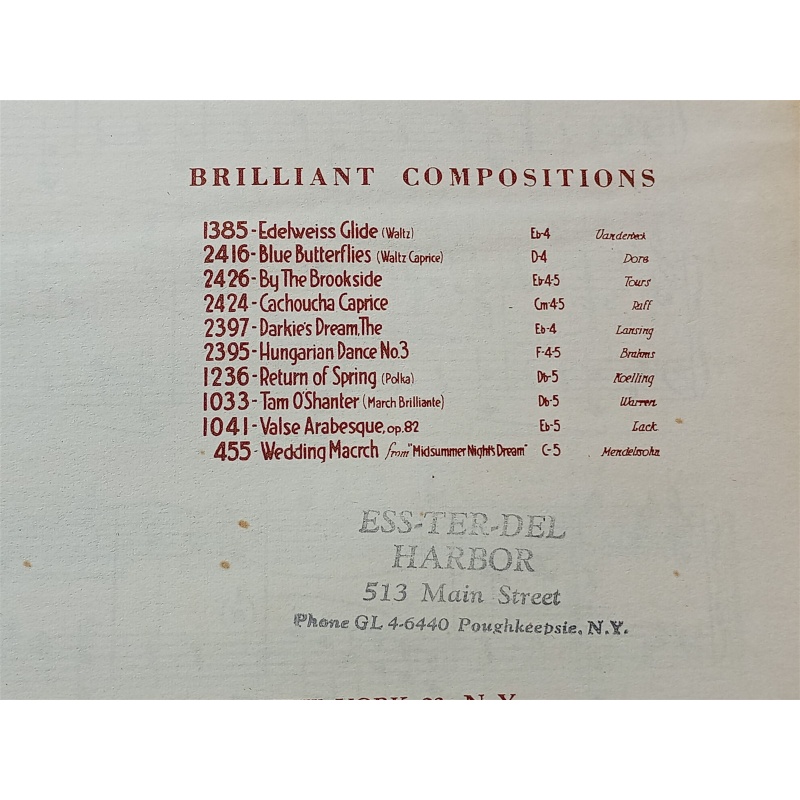 BRILLIANT COMPOSITIONS
1385-Edelweiss Glide (Waltz) Eb-4 Vanderbeck
2416-Blue Butterflies (Waltz Caprice) D-4 Dore
2426-By The Brookside Eb-4-5 Tours
2424-Cachoucha Caprice Cm-4-5 Raff
2397-Darkie's Dream, The Eb-4 Lansing
2395-Hungarian Dance No.3 F-4-5 Brahms
1236-Return of Spring (Polka) Db-5 Koelling
1033-Tam O'Shanter (March Brilliante) Db-5 Warren
1041-Valse Arabesque, op.82 Eb-5 Lack
455-Wedding Macrch from "Midsummer Night's Dream" C-5 Mendelsohn
ESS-TER-DEL
HARBOR
513 Main Street
Phone GL 4-6440 Poughkeepsie, N.Y.
YORK N.Y.